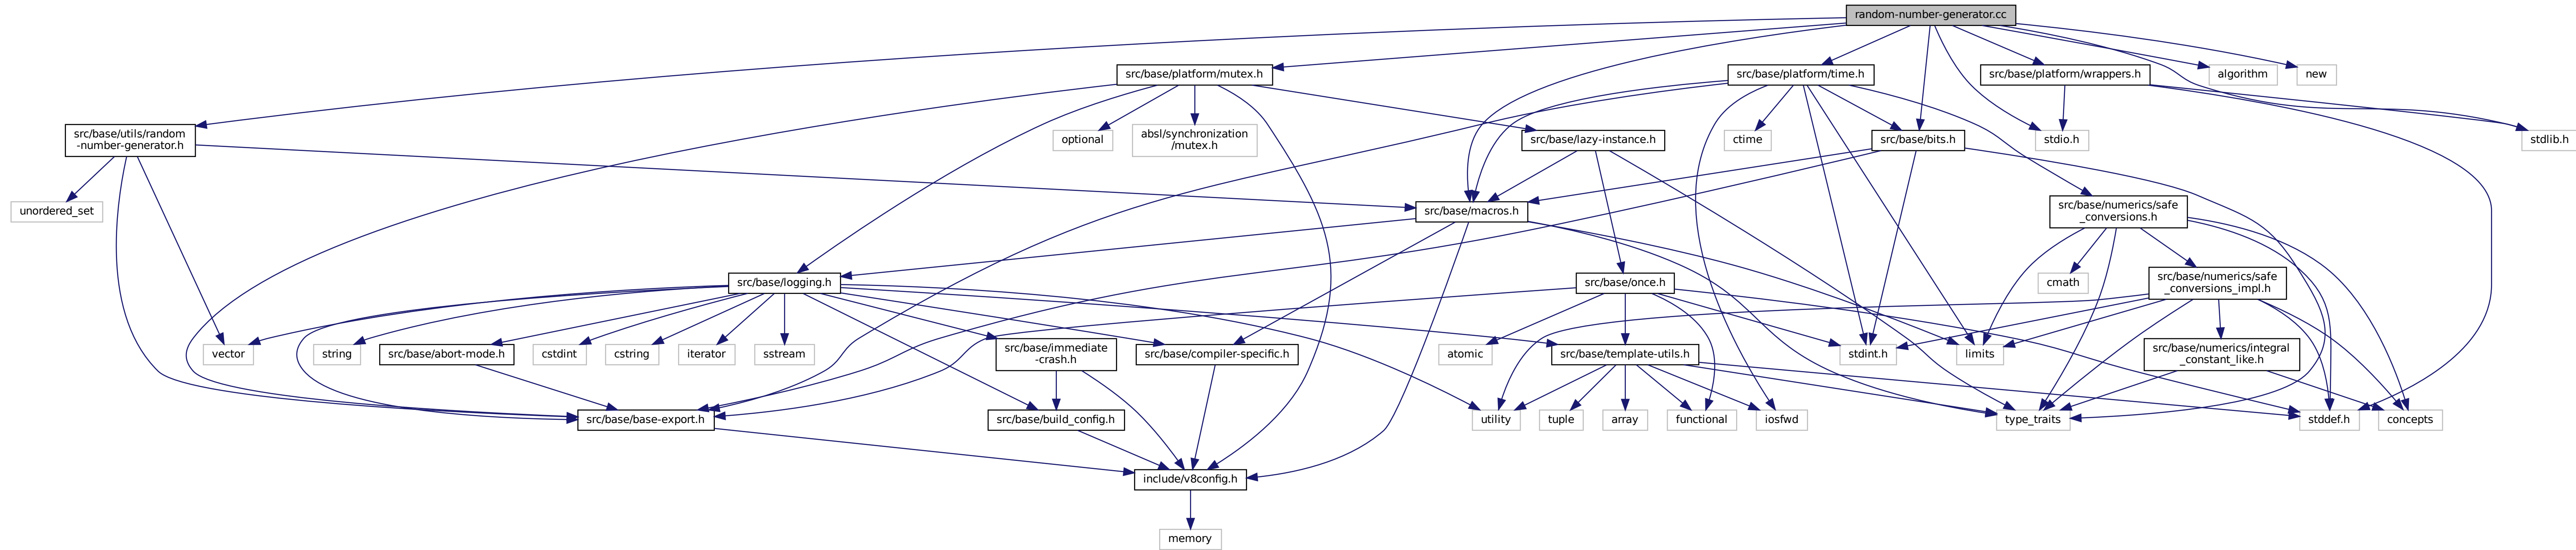 random-number-generator.cc
src/base/platform/mutex.h
src/base/platform/time.h
src/base/platform/wrappers.h
algorithm
new
src/base/utils/random
-number-generator.h
optional
absl/synchronization
/mutex.h
src/base/lazy-instance.h
ctime
src/base/bits.h
stdio.h
stdlib.h
unordered_set
src/base/macros.h
src/base/numerics/safe
_conversions.h
src/base/logging.h
src/base/once.h
cmath
src/base/numerics/safe
_conversions_impl.h
vector
string
src/base/abort-mode.h
cstdint
cstring
iterator
sstream
src/base/immediate
-crash.h
src/base/compiler-specific.h
atomic
src/base/template-utils.h
stdint.h
limits
src/base/numerics/integral
_constant_like.h
src/base/base-export.h
src/base/build_config.h
utility
tuple
array
functional
iosfwd
type_traits
stddef.h
concepts
include/v8config.h
memory